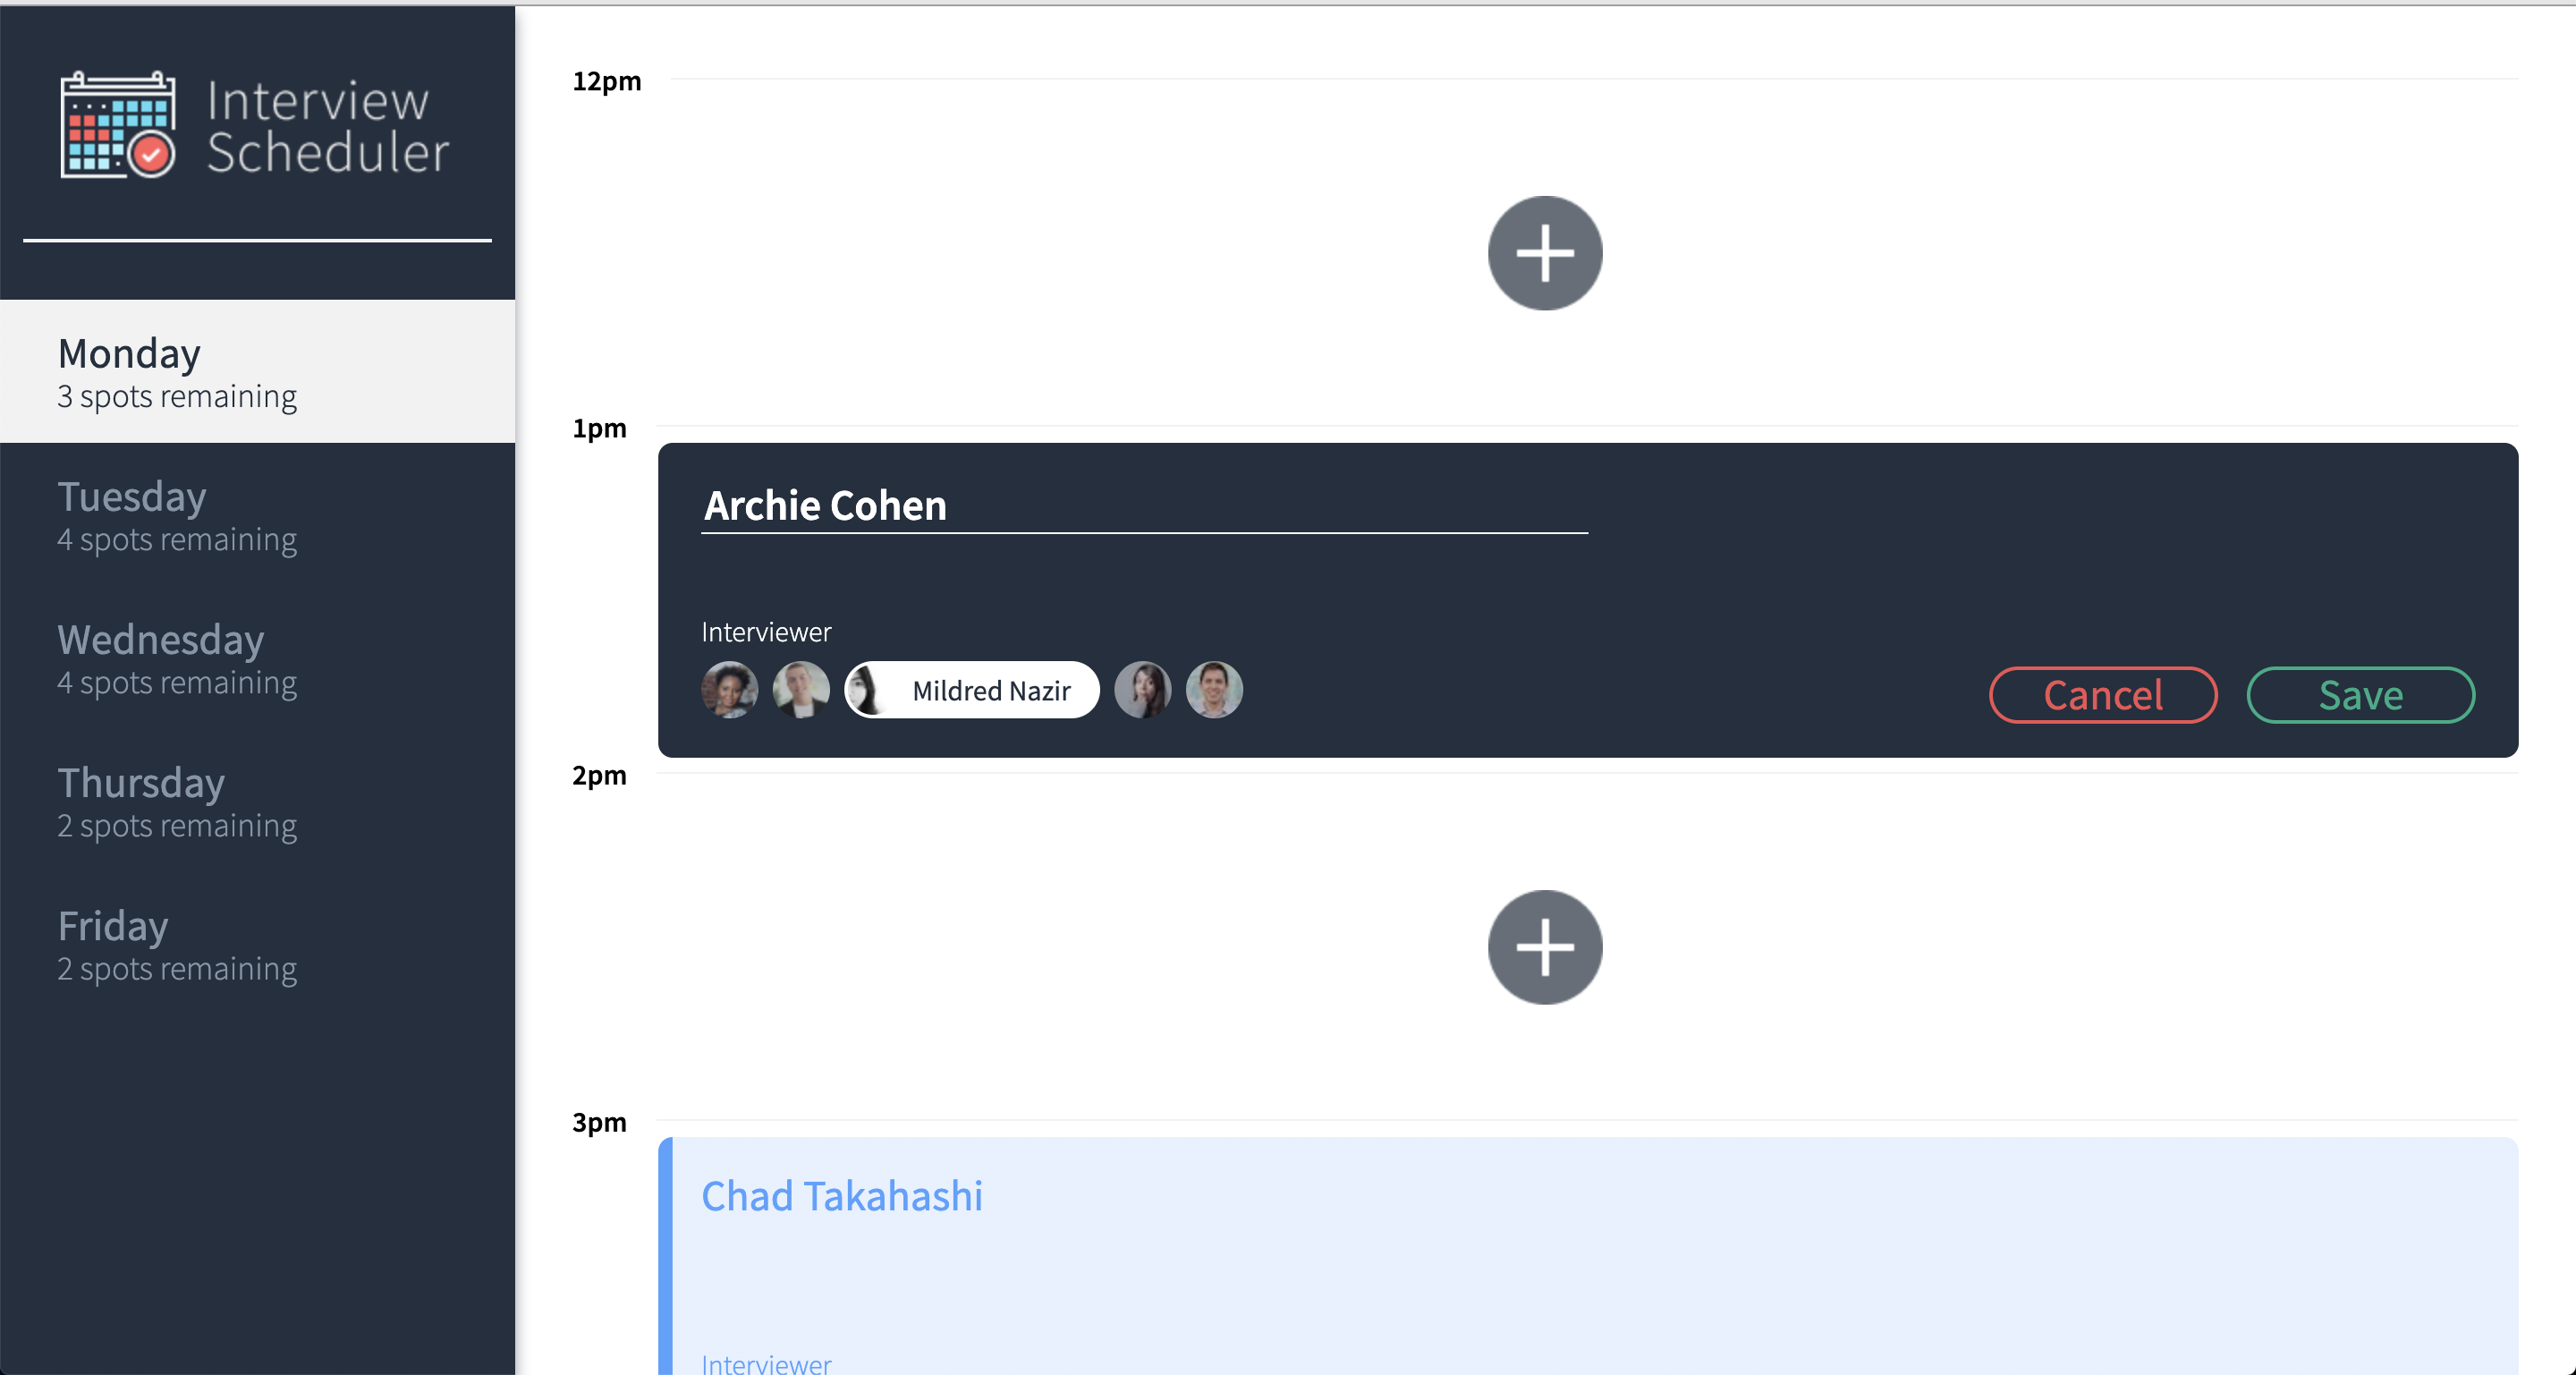 Interview
Scheduler
Monday
3 spots remaining
Tuesday
4 spots remaining
Wednesday
4 spots remaining
Thursday
2 spots remaining
Friday
2 spots remaining
12pm
1pm
Archie Cohen
Interviewer
Mildred Nazir
Cancel
Save
2pm
3pm
Chad Takahashi
Interviewer